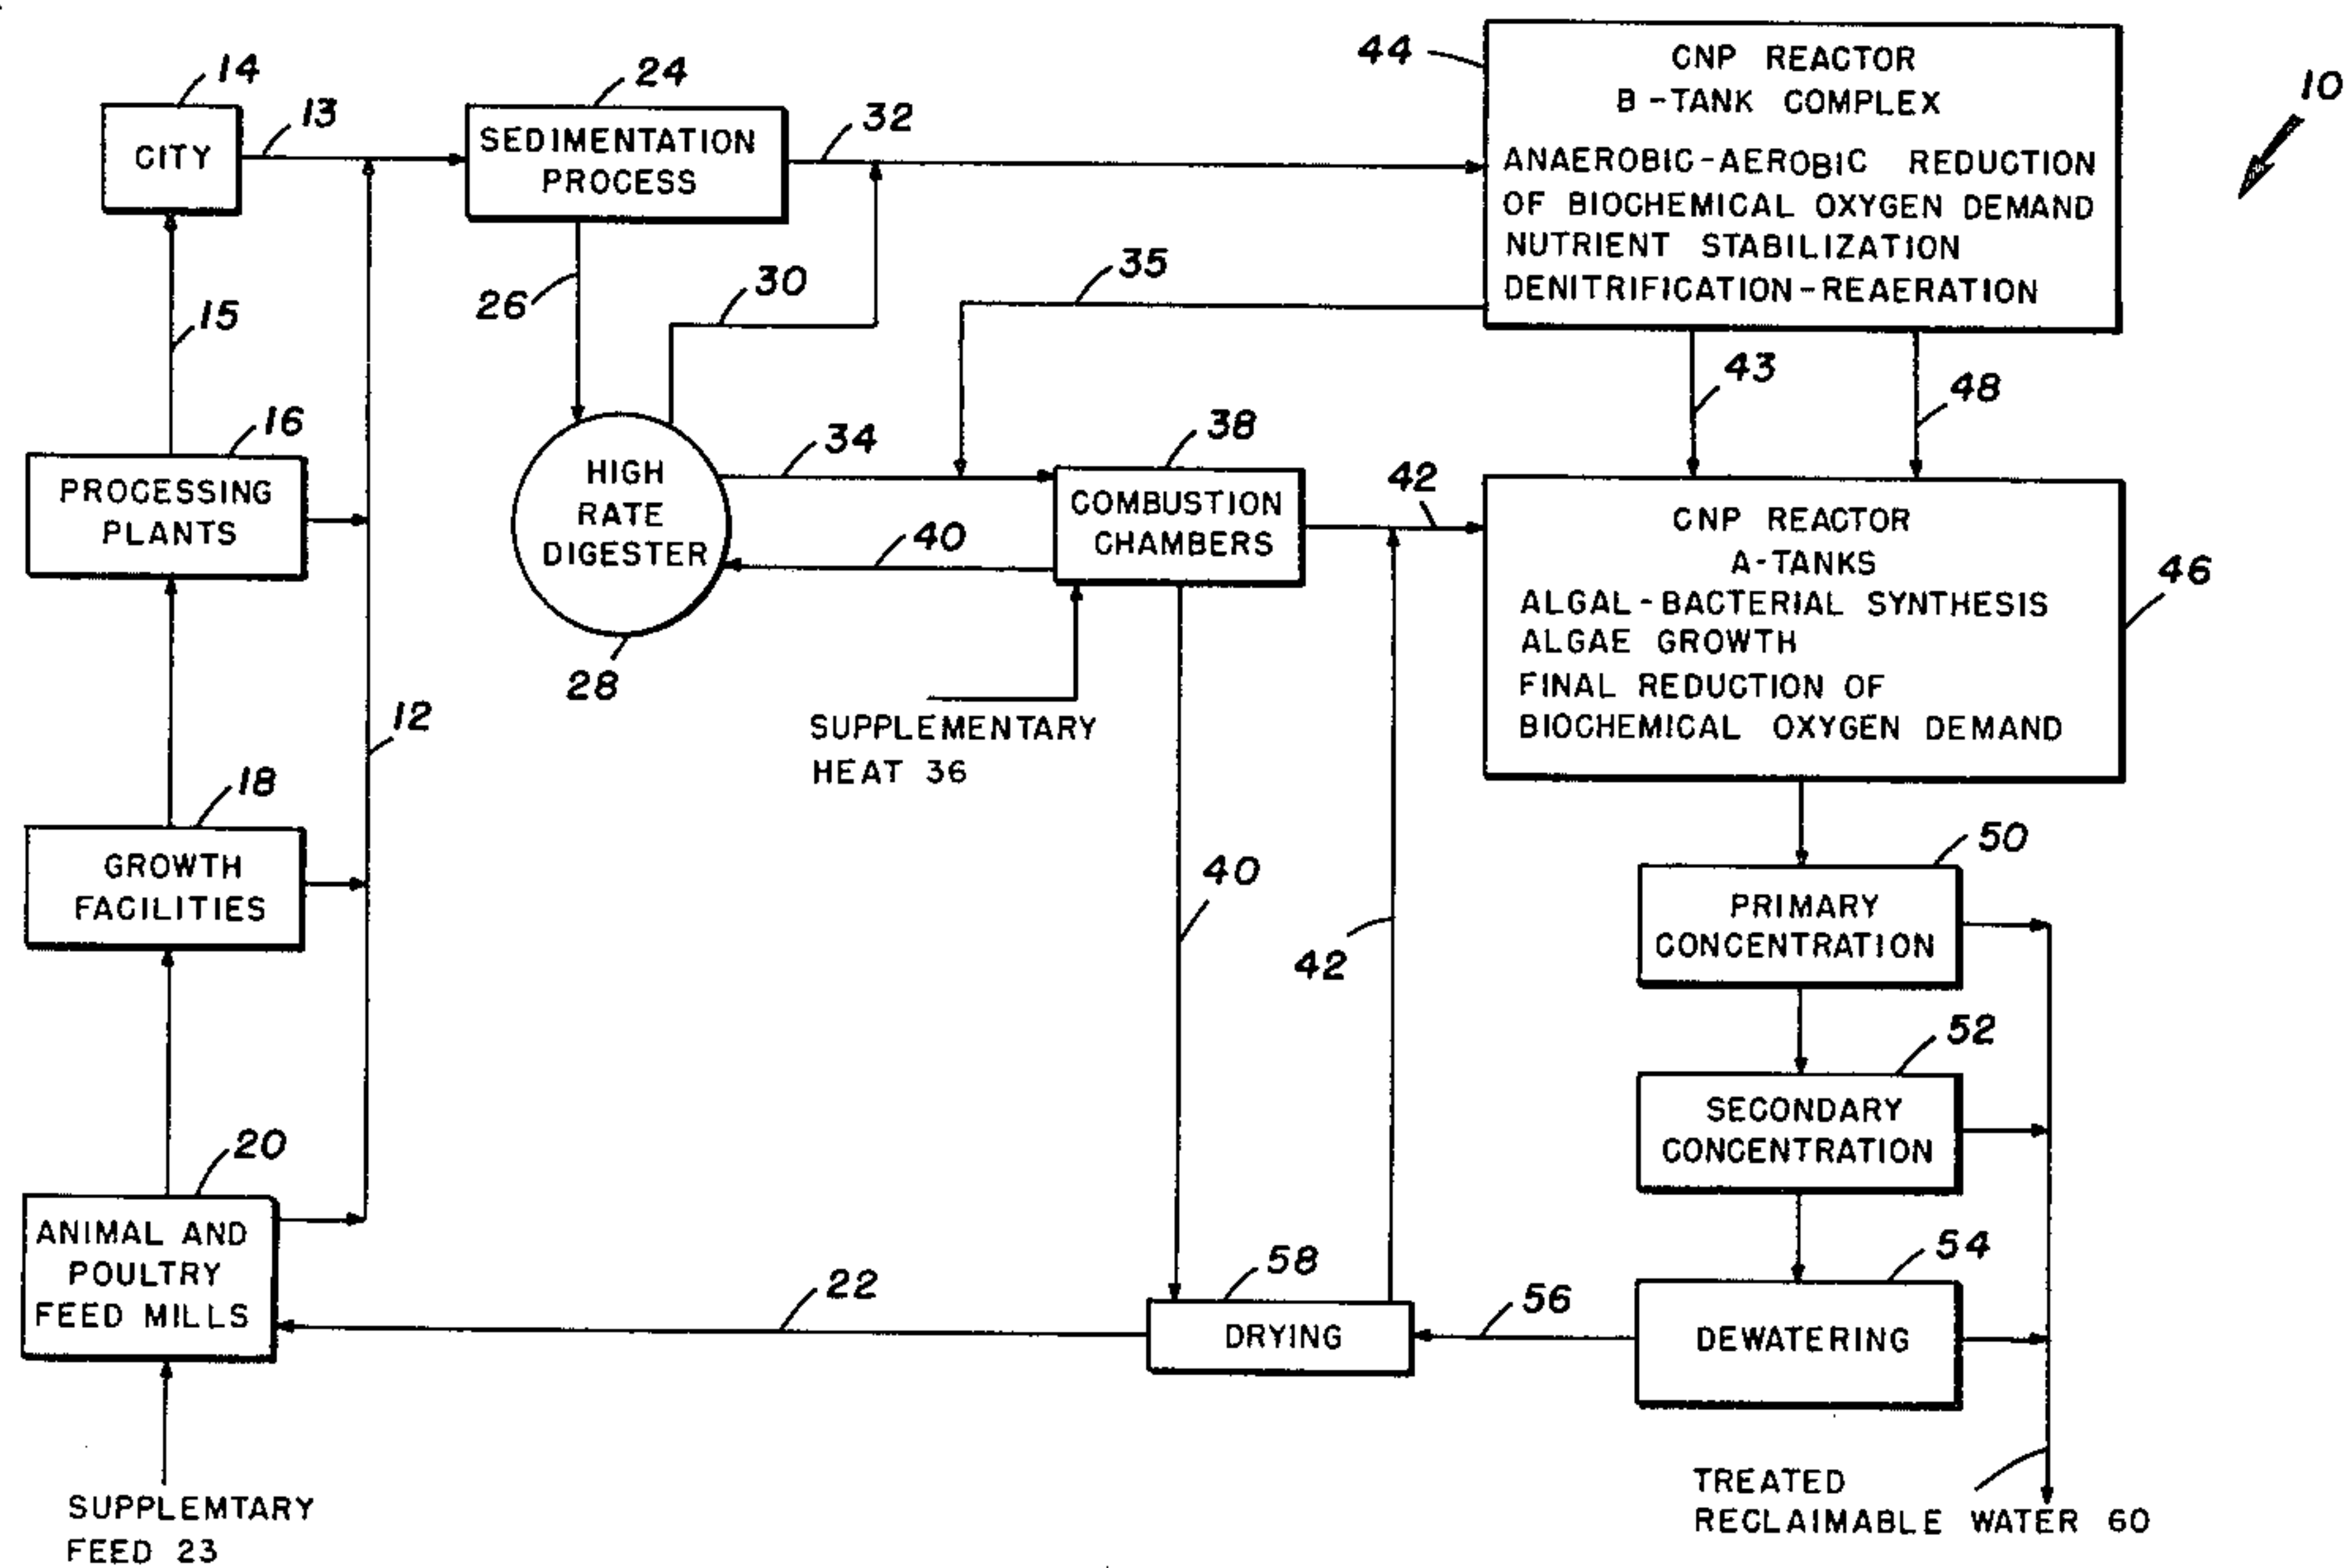 10
14
CITY
13
15
16
PROCESSING
PLANTS
18
GROWTH
FACILITIES
12
20
ANIMAL AND
POULTRY
FEED MILLS
SUPPLEMTARY
FEED 23
22
24
SEDIMENTATION
PROCESS
26
30
32
35
HIGH
RATE
DIGESTER
28
34
40
38
COMBUSTION
CHAMBERS
SUPPLEMENTARY
HEAT 36
40
42
42
44
CNP REACTOR
B-TANK COMPLEX
ANAEROBIC-AEROBIC REDUCTION
OF BIOCHEMICAL OXYGEN DEMAND
NUTRIENT STABILIZATION
DENITRIFICATION-REAERATION
43
48
CNP REACTOR
A-TANKS
ALGAL-BACTERIAL SYNTHESIS
ALGAE GROWTH
FINAL REDUCTION OF
BIOCHEMICAL OXYGEN DEMAND
46
50
PRIMARY
CONCENTRATION
52
SECONDARY
CONCENTRATION
54
DEWATERING
56
58
DRYING
TREATED
RECLAIMABLE WATER 60